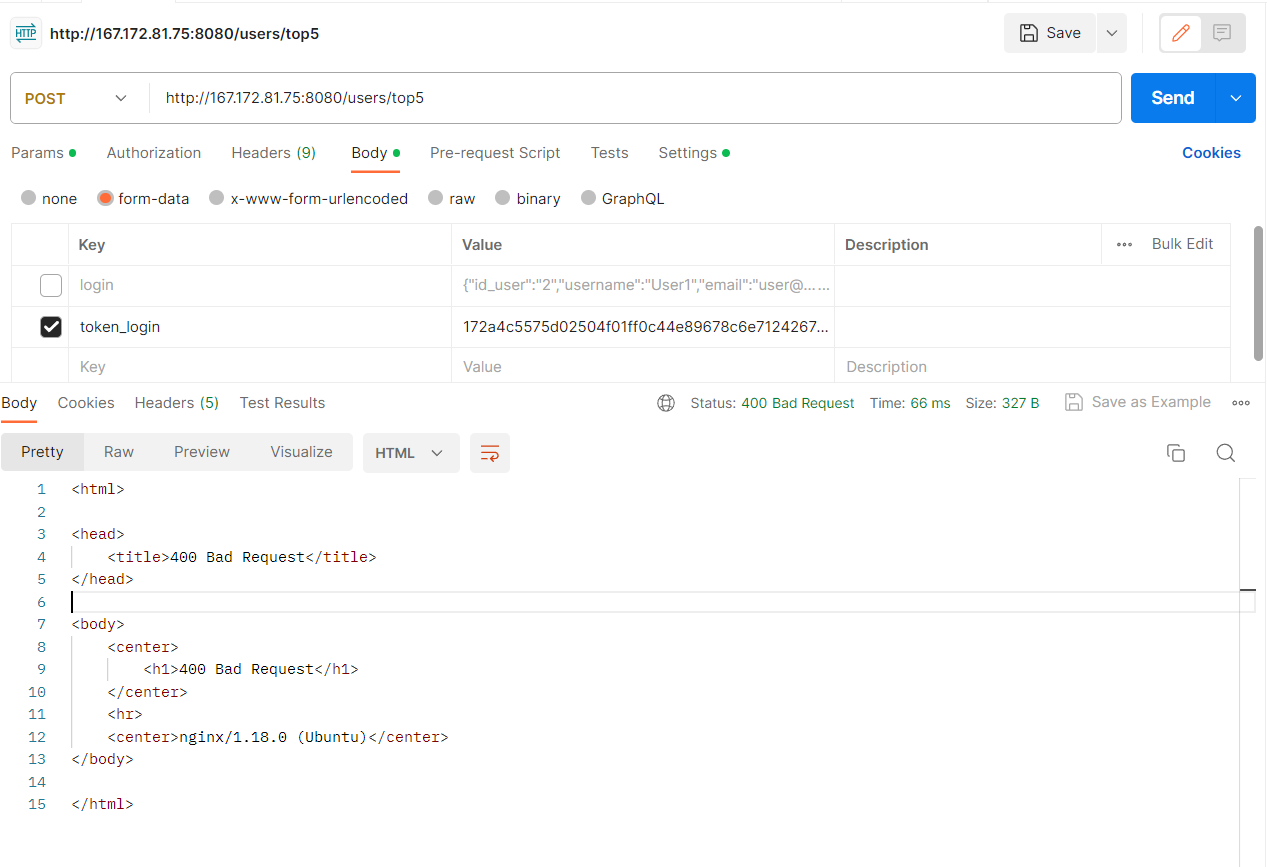 HTTP http://167.172.81.75:8080/users/top5 Save
POST http://167.172.81.75:8080/users/top5 Send
Params Authorization Headers (9) Body Pre-request Script Tests Settings Cookies
none form-data x-www-form-urlencoded raw binary GraphQL
Key Value Description ••• Bulk Edit
login {"id_user":"2","username":"User1","email":"user@... ...
token_login 172a4c5575d02504f01ff0c44e89678c6e7124267...
Key Value Description
Body Cookies Headers (5) Test Results Status: 400 Bad Request Time: 66 ms Size: 327 B Save as Example
Pretty Raw Preview Visualize HTML
1 <html>
2
3 <head>
4 <title>400 Bad Request</title>
5 </head>
6
7 <body>
8 <center>
9 <h1>400 Bad Request</h1>
10 </center>
11 <hr>
12 <center>nginx/1.18.0 (Ubuntu)</center>
13 </body>
14
15 </html>